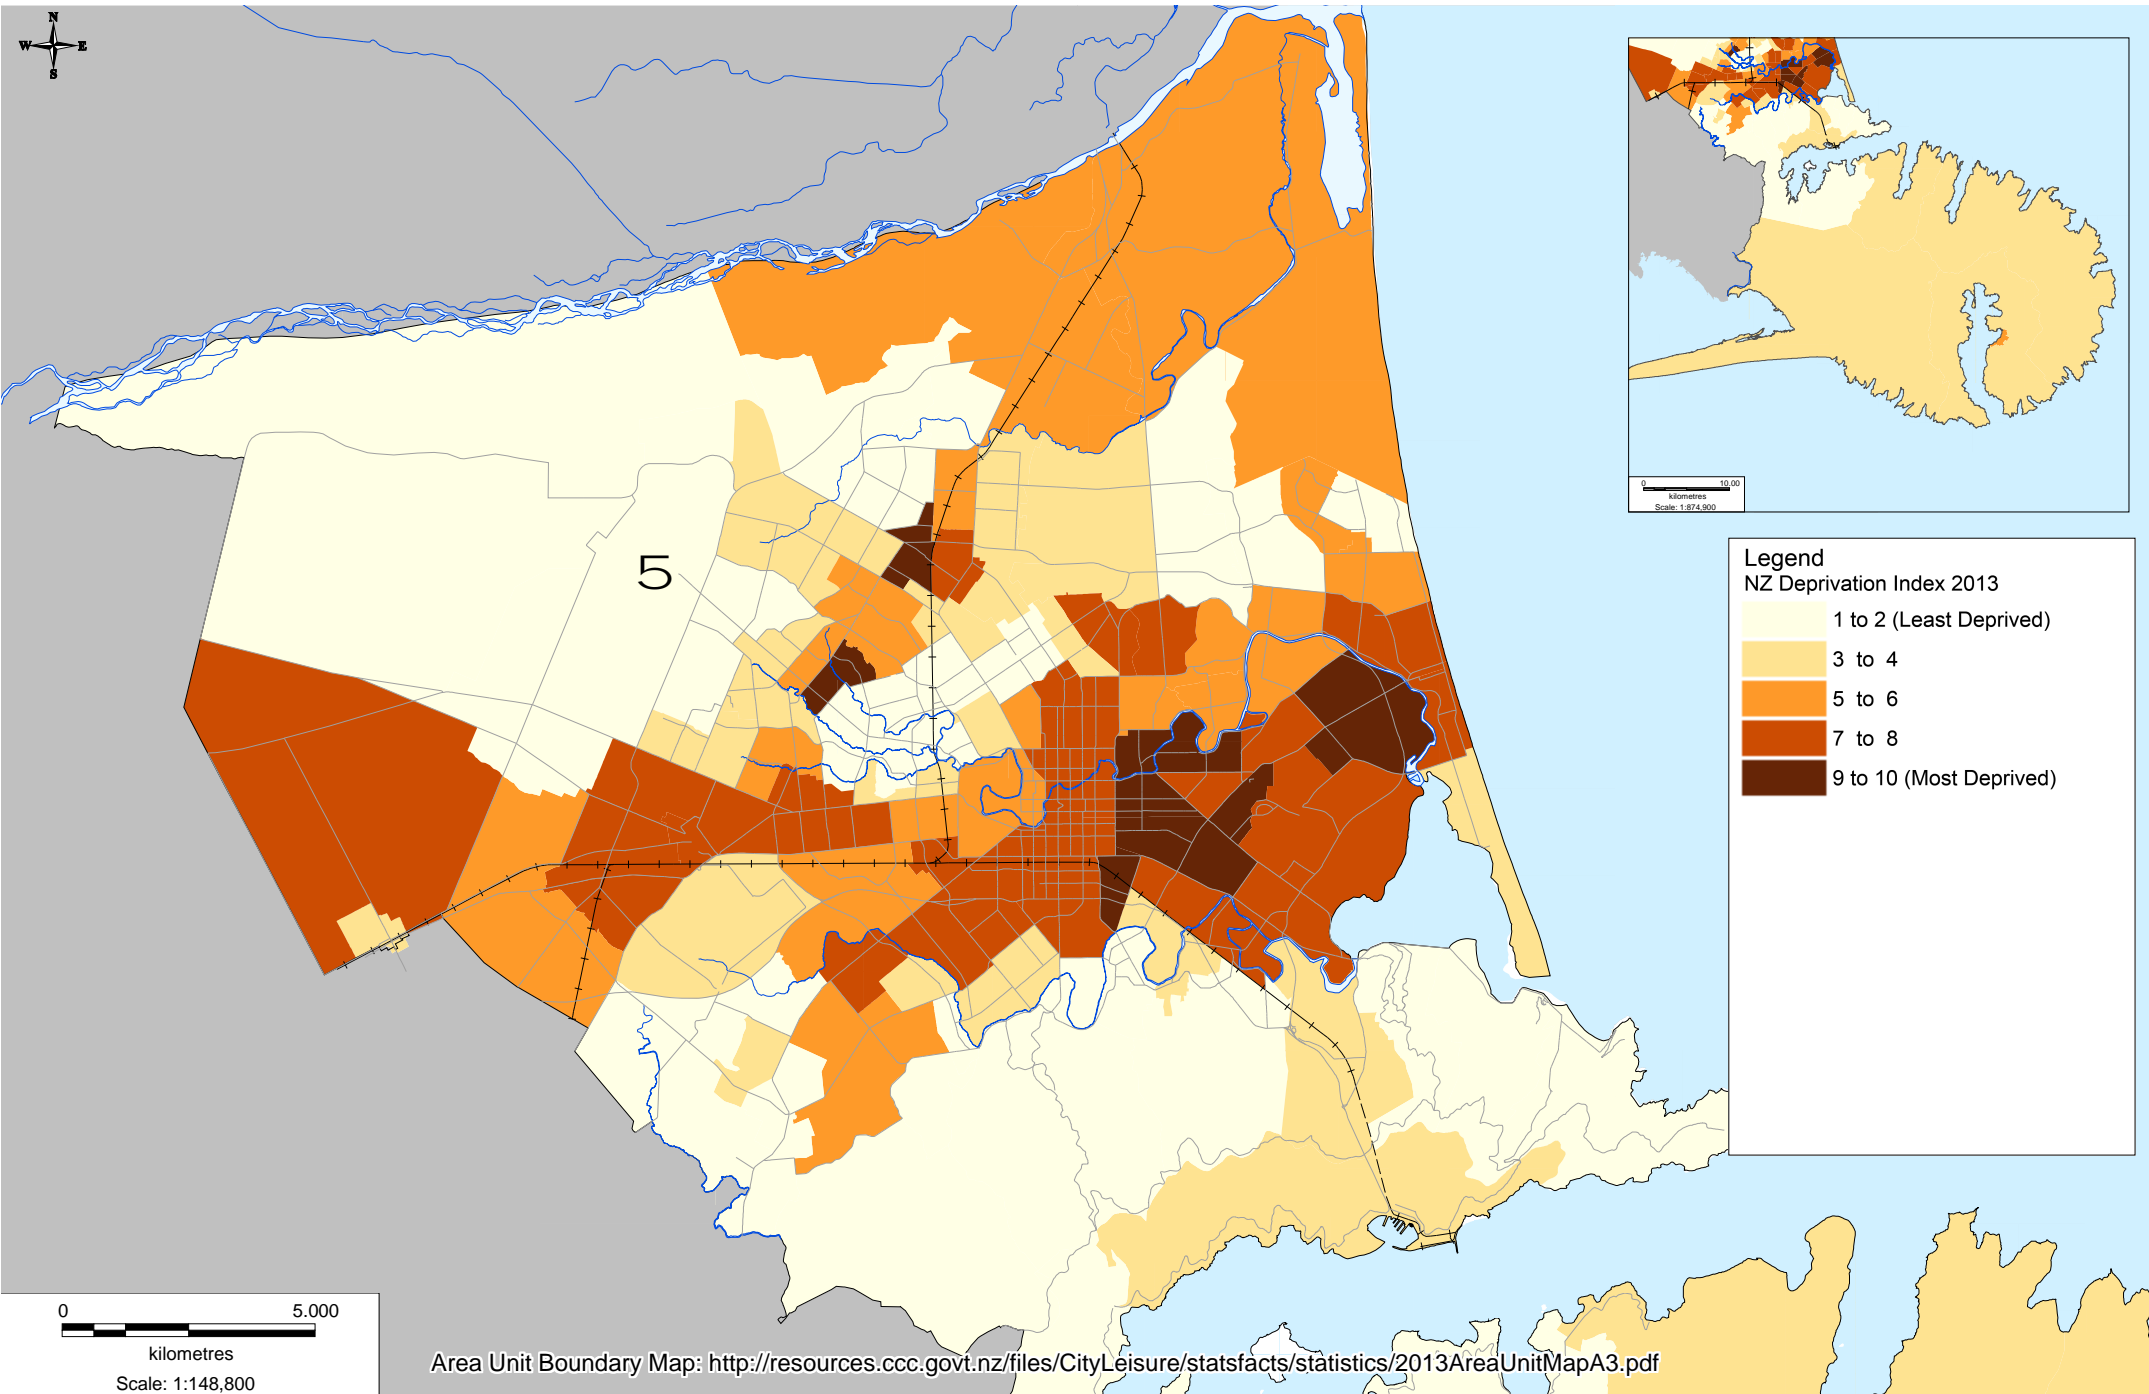 N
W E
S
5
0 10.00
kilometres
Scale: 1:874,900
Legend
NZ Deprivation Index 2013
1 to 2 (Least Deprived)
3 to 4
5 to 6
7 to 8
9 to 10 (Most Deprived)
0 5.000
kilometres
Scale: 1:148,800
Area Unit Boundary Map: http://resources.ccc.govt.nz/files/CityLeisure/statsfacts/statistics/2013AreaUnitMapA3.pdf